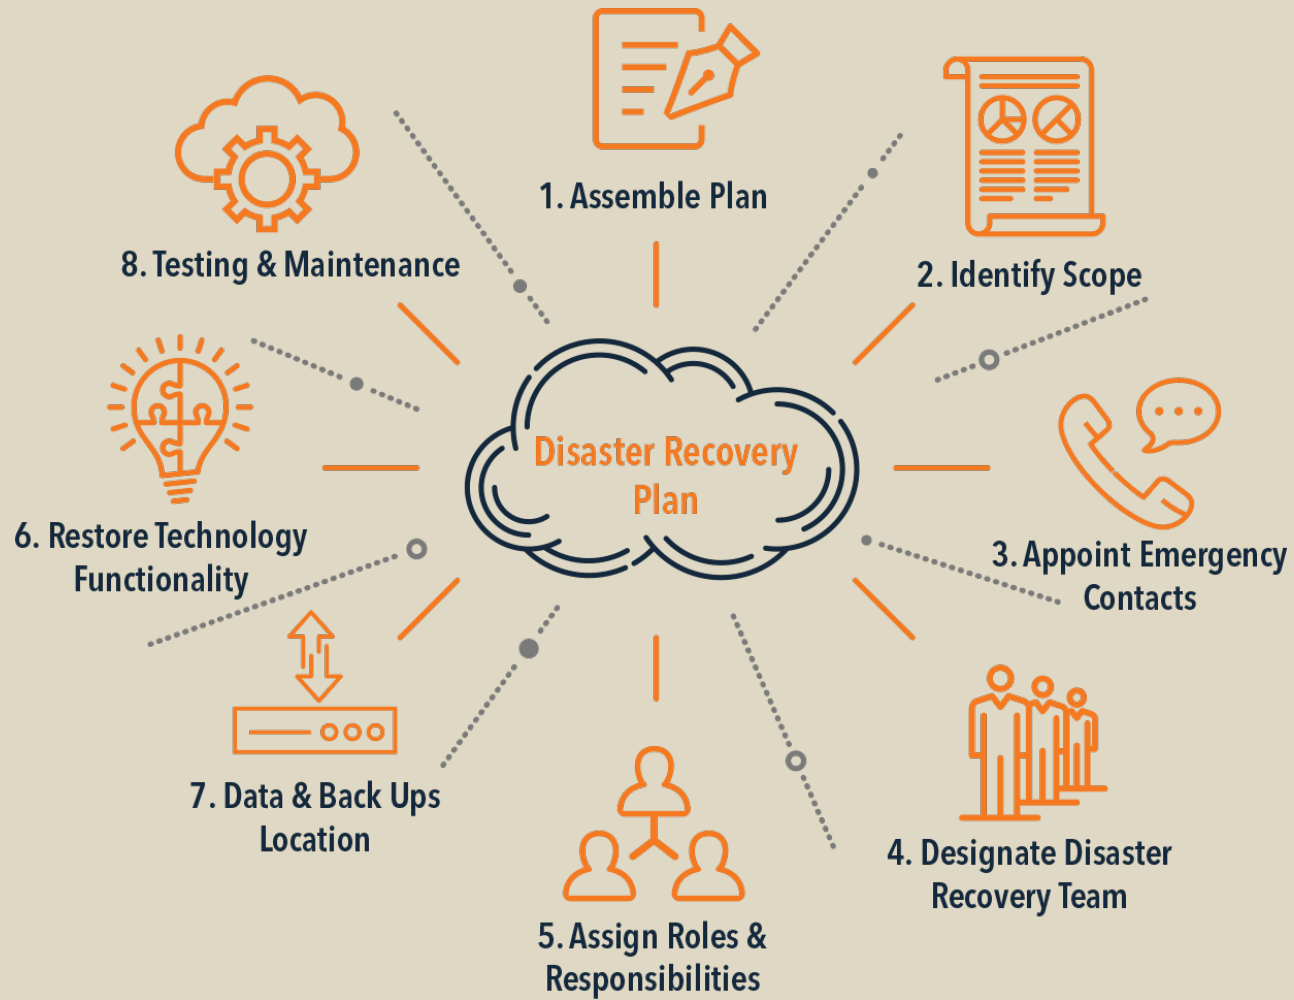 1. Assemble Plan
2. Identify Scope
3. Appoint Emergency
Contacts
4. Designate Disaster
Recovery Team
5. Assign Roles &
Responsibilities
7. Data & Back Ups
Location
6. Restore Technology
Functionality
8. Testing & Maintenance
Disaster Recovery
Plan